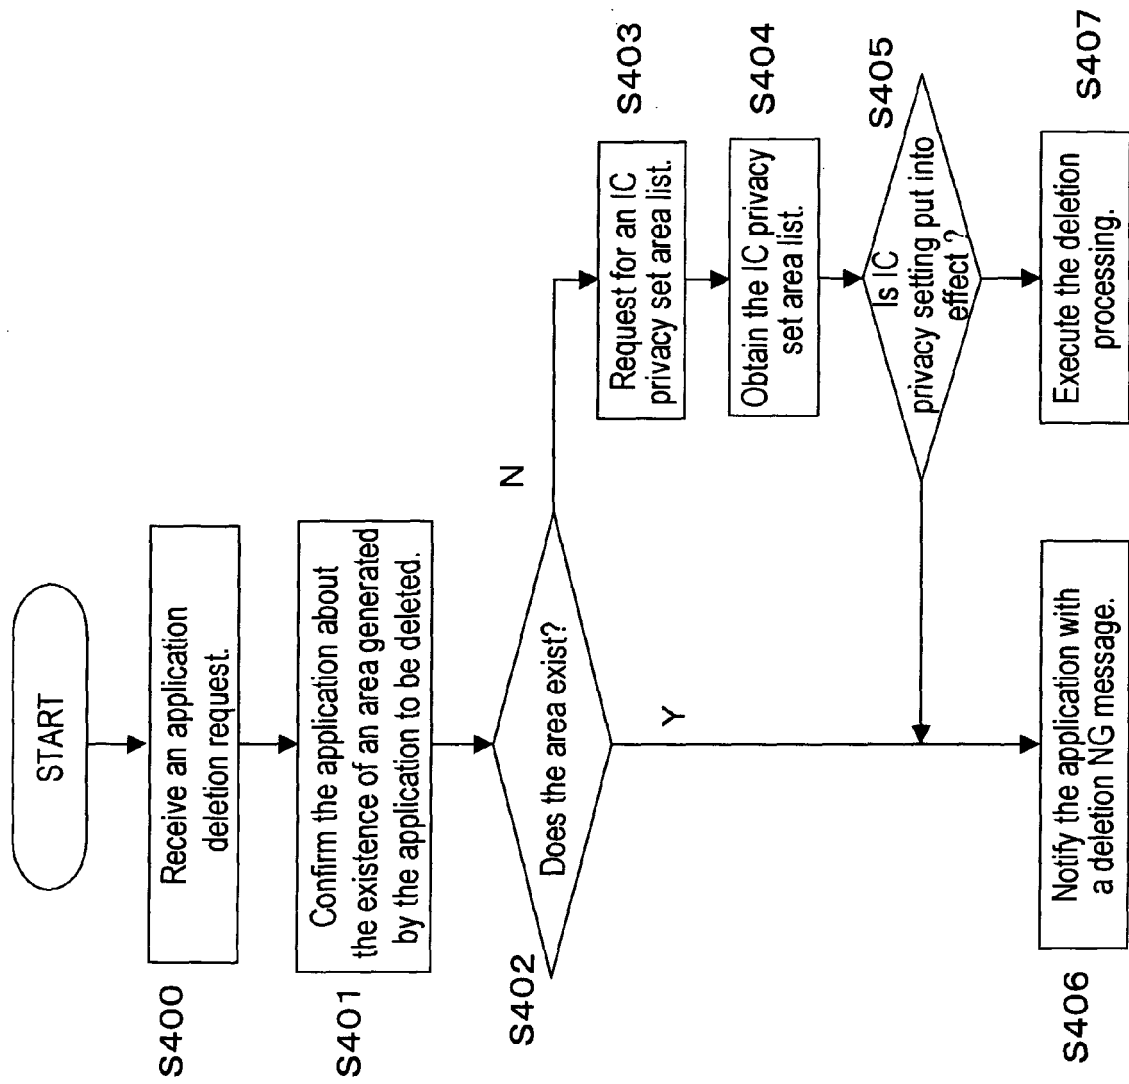 START
S400
Receive an application
deletion request.
S401
Confirm the application about
the existence of an area generated
by the application to be deleted.
S402
Does the area exist?
N
Y
S403
Request for an IC
privacy set area list.
S404
Obtain the IC privacy
set area list.
S405
Is IC
privacy setting put into
effect ?
S406
Notify the application with
a deletion NG message.
S407
Execute the deletion
processing.